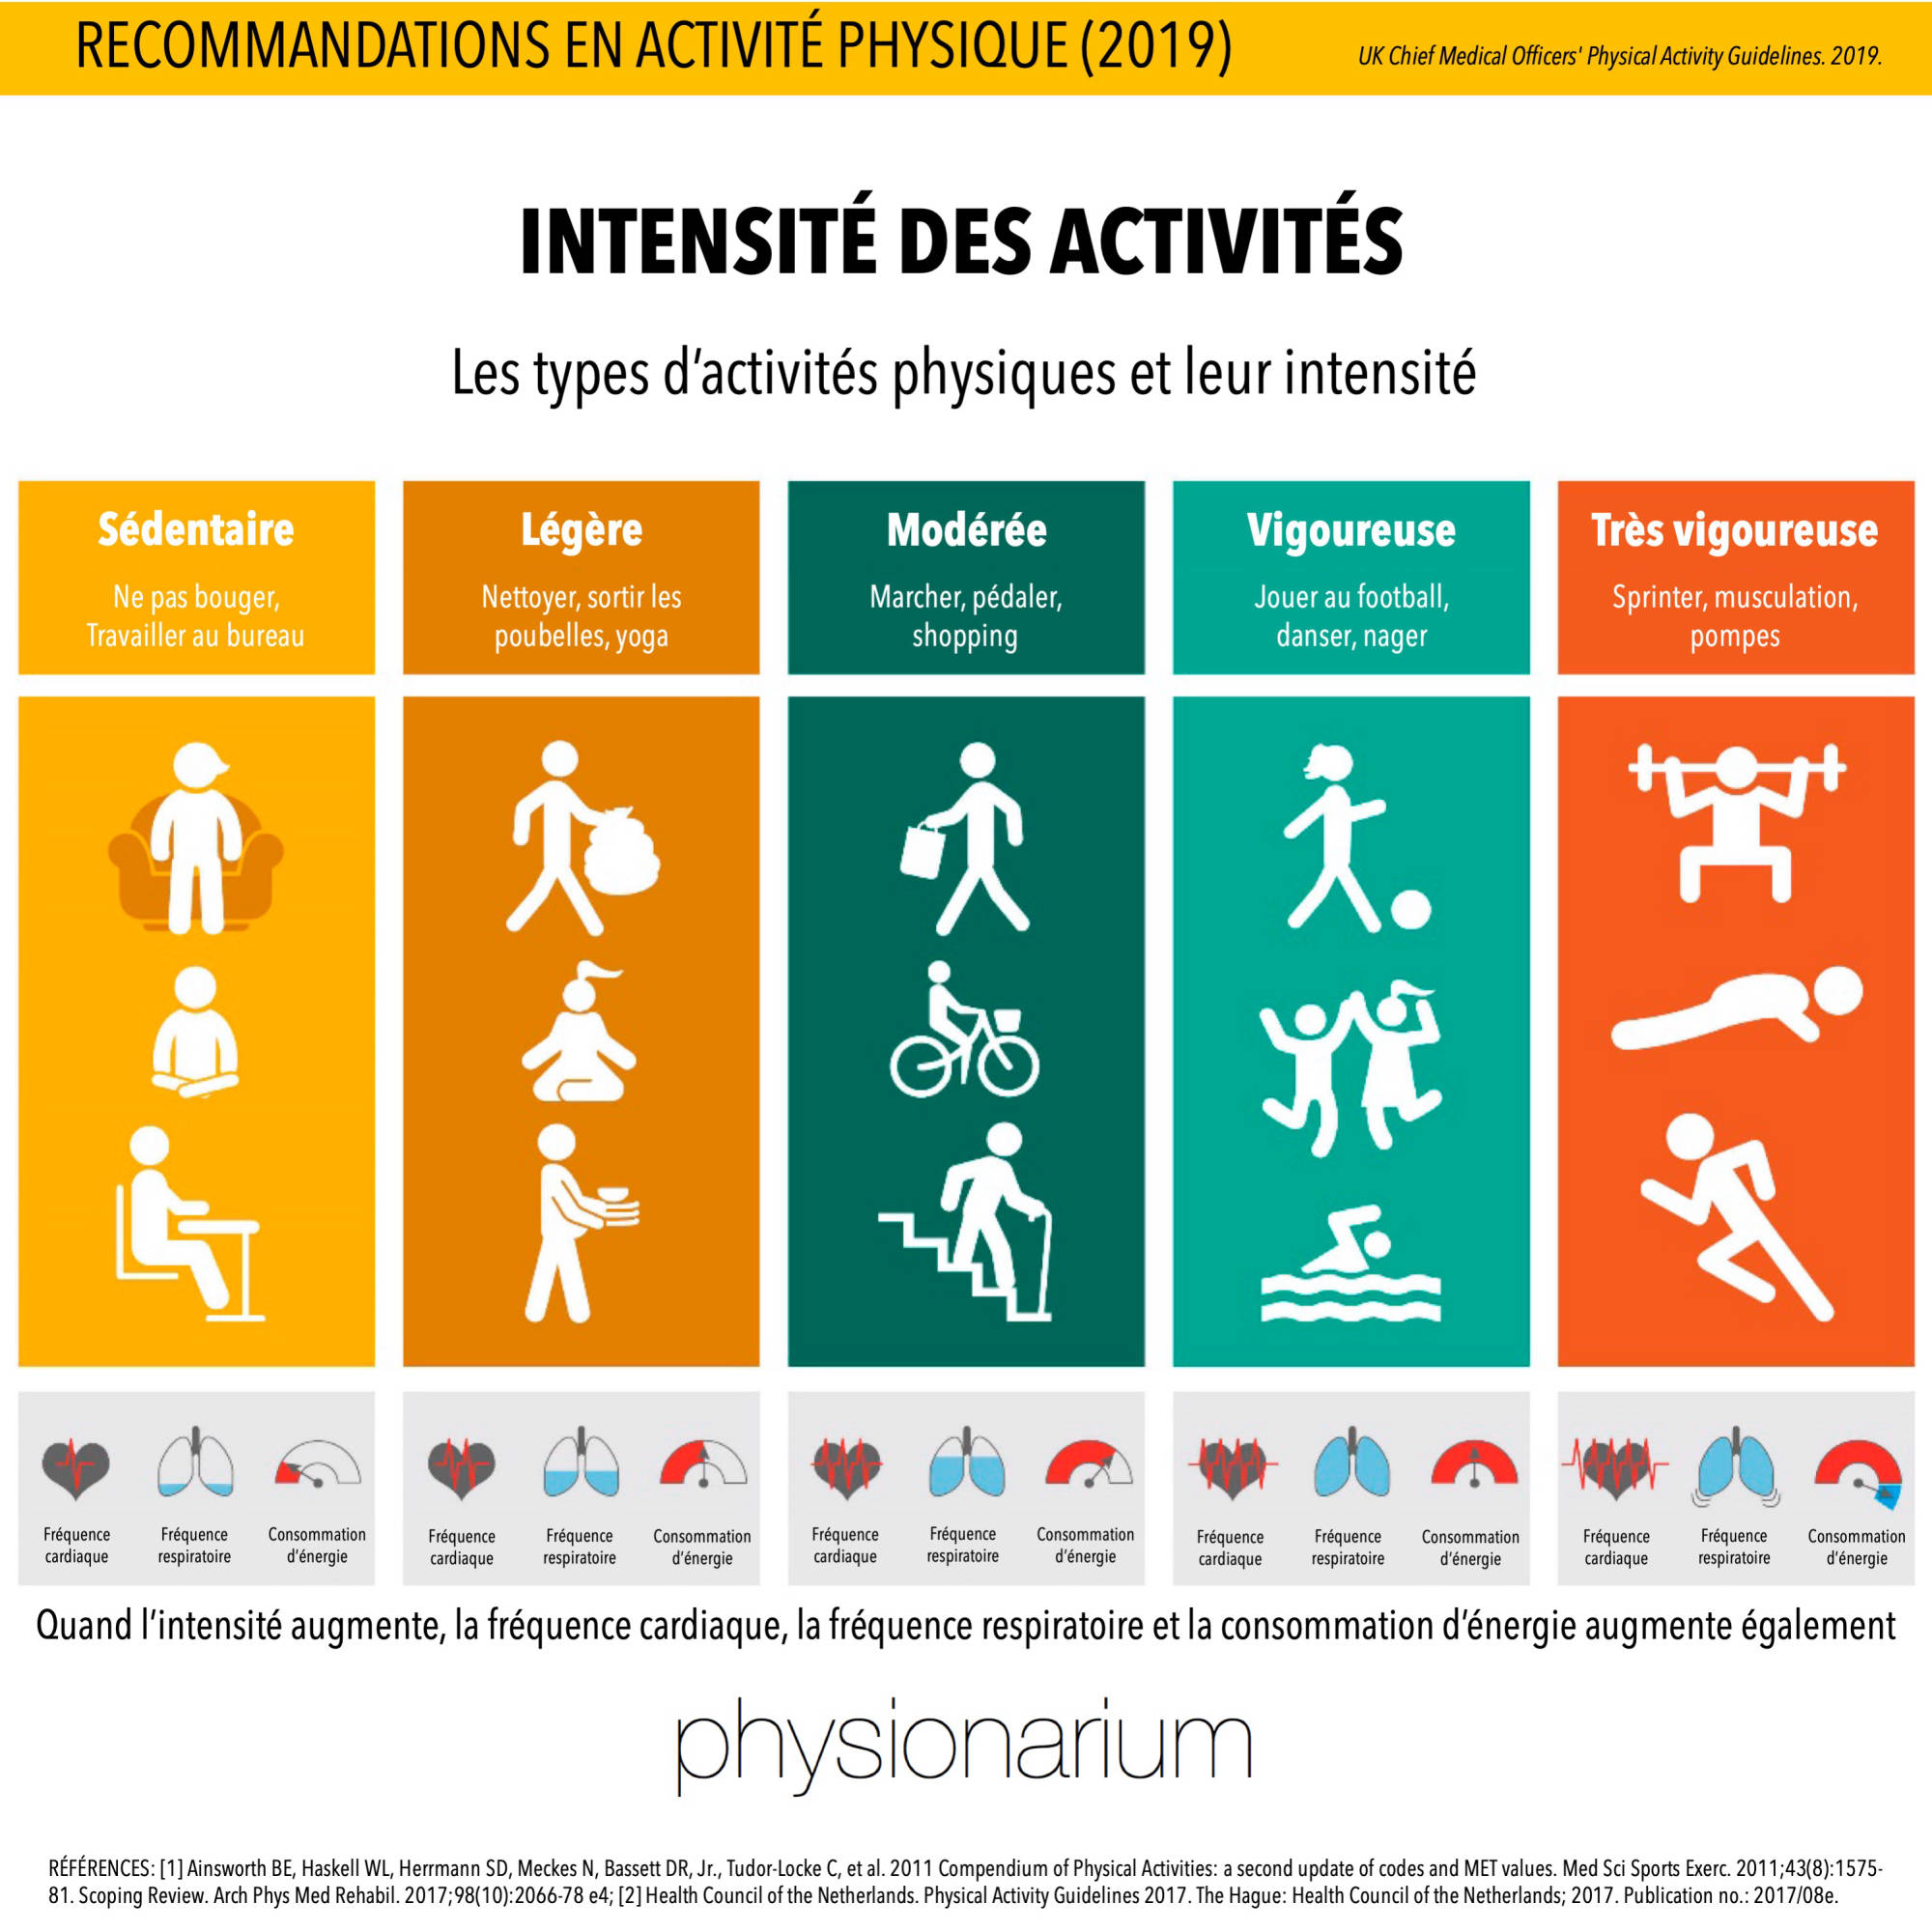 RECOMMANDATIONS EN ACTIVITÉ PHYSIQUE (2019)
UK Chief Medical Officers' Physical Activity Guidelines. 2019.
INTENSITÉ DES ACTIVITÉS
Les types d'activités physiques et leur intensité
Sédentaire
Ne pas bouger,
Travailler au bureau
Légère
Nettoyer, sortir les
poubelles, yoga
Modérée
Marcher, pédaler,
shopping
Vigoureuse
Jouer au football,
danser, nager
Très vigoureuse
Sprinter, musculation,
pompes
Fréquence
cardiaque
Fréquence
respiratoire
Consommation
d'énergie
Fréquence
cardiaque
Fréquence
respiratoire
Consommation
d'énergie
Fréquence
cardiaque
Fréquence
respiratoire
Consommation
d'énergie
Fréquence
cardiaque
Fréquence
respiratoire
Consommation
d'énergie
Fréquence
cardiaque
Fréquence
respiratoire
Consommation
d'énergie
Quand l'intensité augmente, la fréquence cardiaque, la fréquence respiratoire et la consommation d'énergie augmente également
physionarium
RÉFÉRENCES: [1] Ainsworth BE, Haskell WL, Herrmann SD, Meckes N, Bassett DR, Jr., Tudor-Locke C, et al. 2011 Compendium of Physical Activities: a second update of codes and MET values. Med Sci Sports Exerc. 2011;43(8):1575-
81. Scoping Review. Arch Phys Med Rehabil. 2017;98(10):2066-78 e4; [2] Health Council of the Netherlands. Physical Activity Guidelines 2017. The Hague: Health Council of the Netherlands; 2017. Publication no.: 2017/08e.